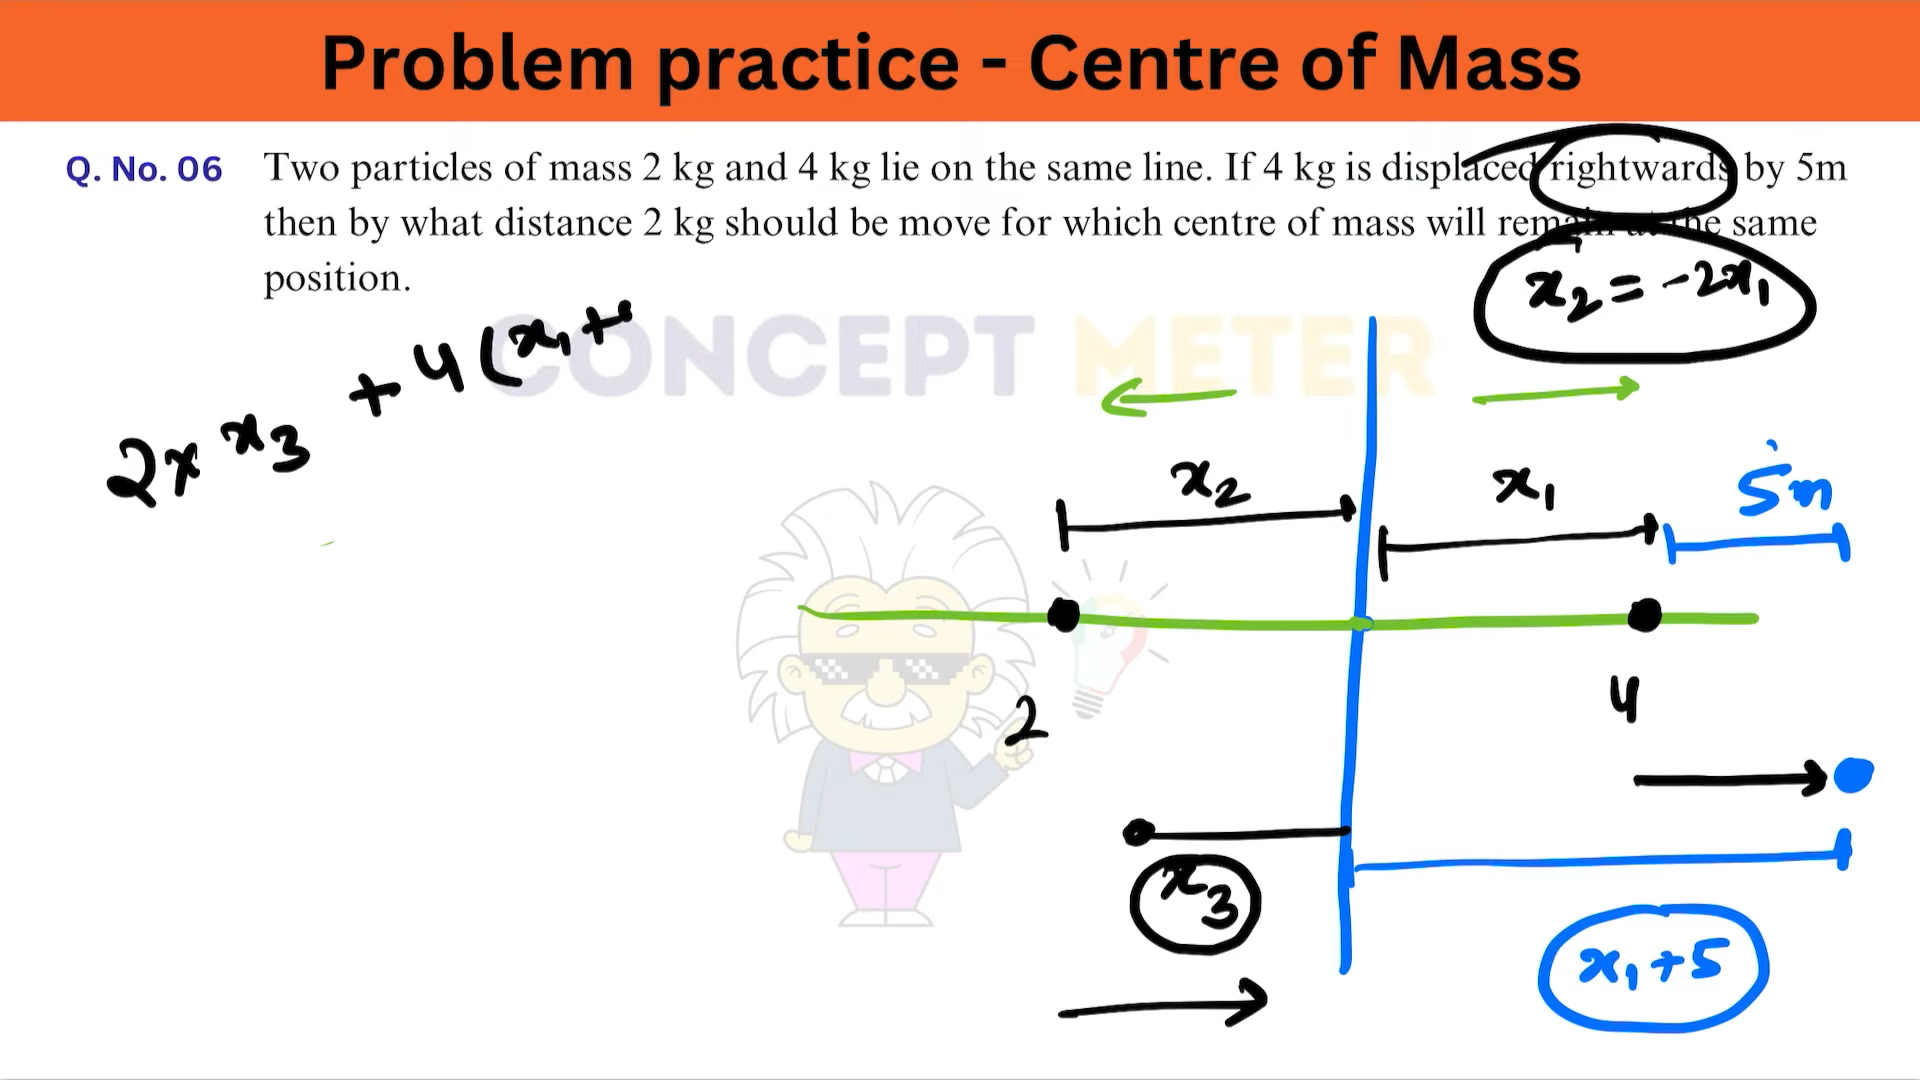 Problem practice - Centre of Mass
Q. No. 06 Two particles of mass 2 kg and 4 kg lie on the same line. If 4 kg is displaced rightwards by 5m
then by what distance 2 kg should be move for which centre of mass will remain at the same
position.
x₂ = -2x₁
2 × x₃ + 4 (x₁ +
CONCEPT METER
x₂ x₁ 5m
2 4
x₃
x₁ + 5